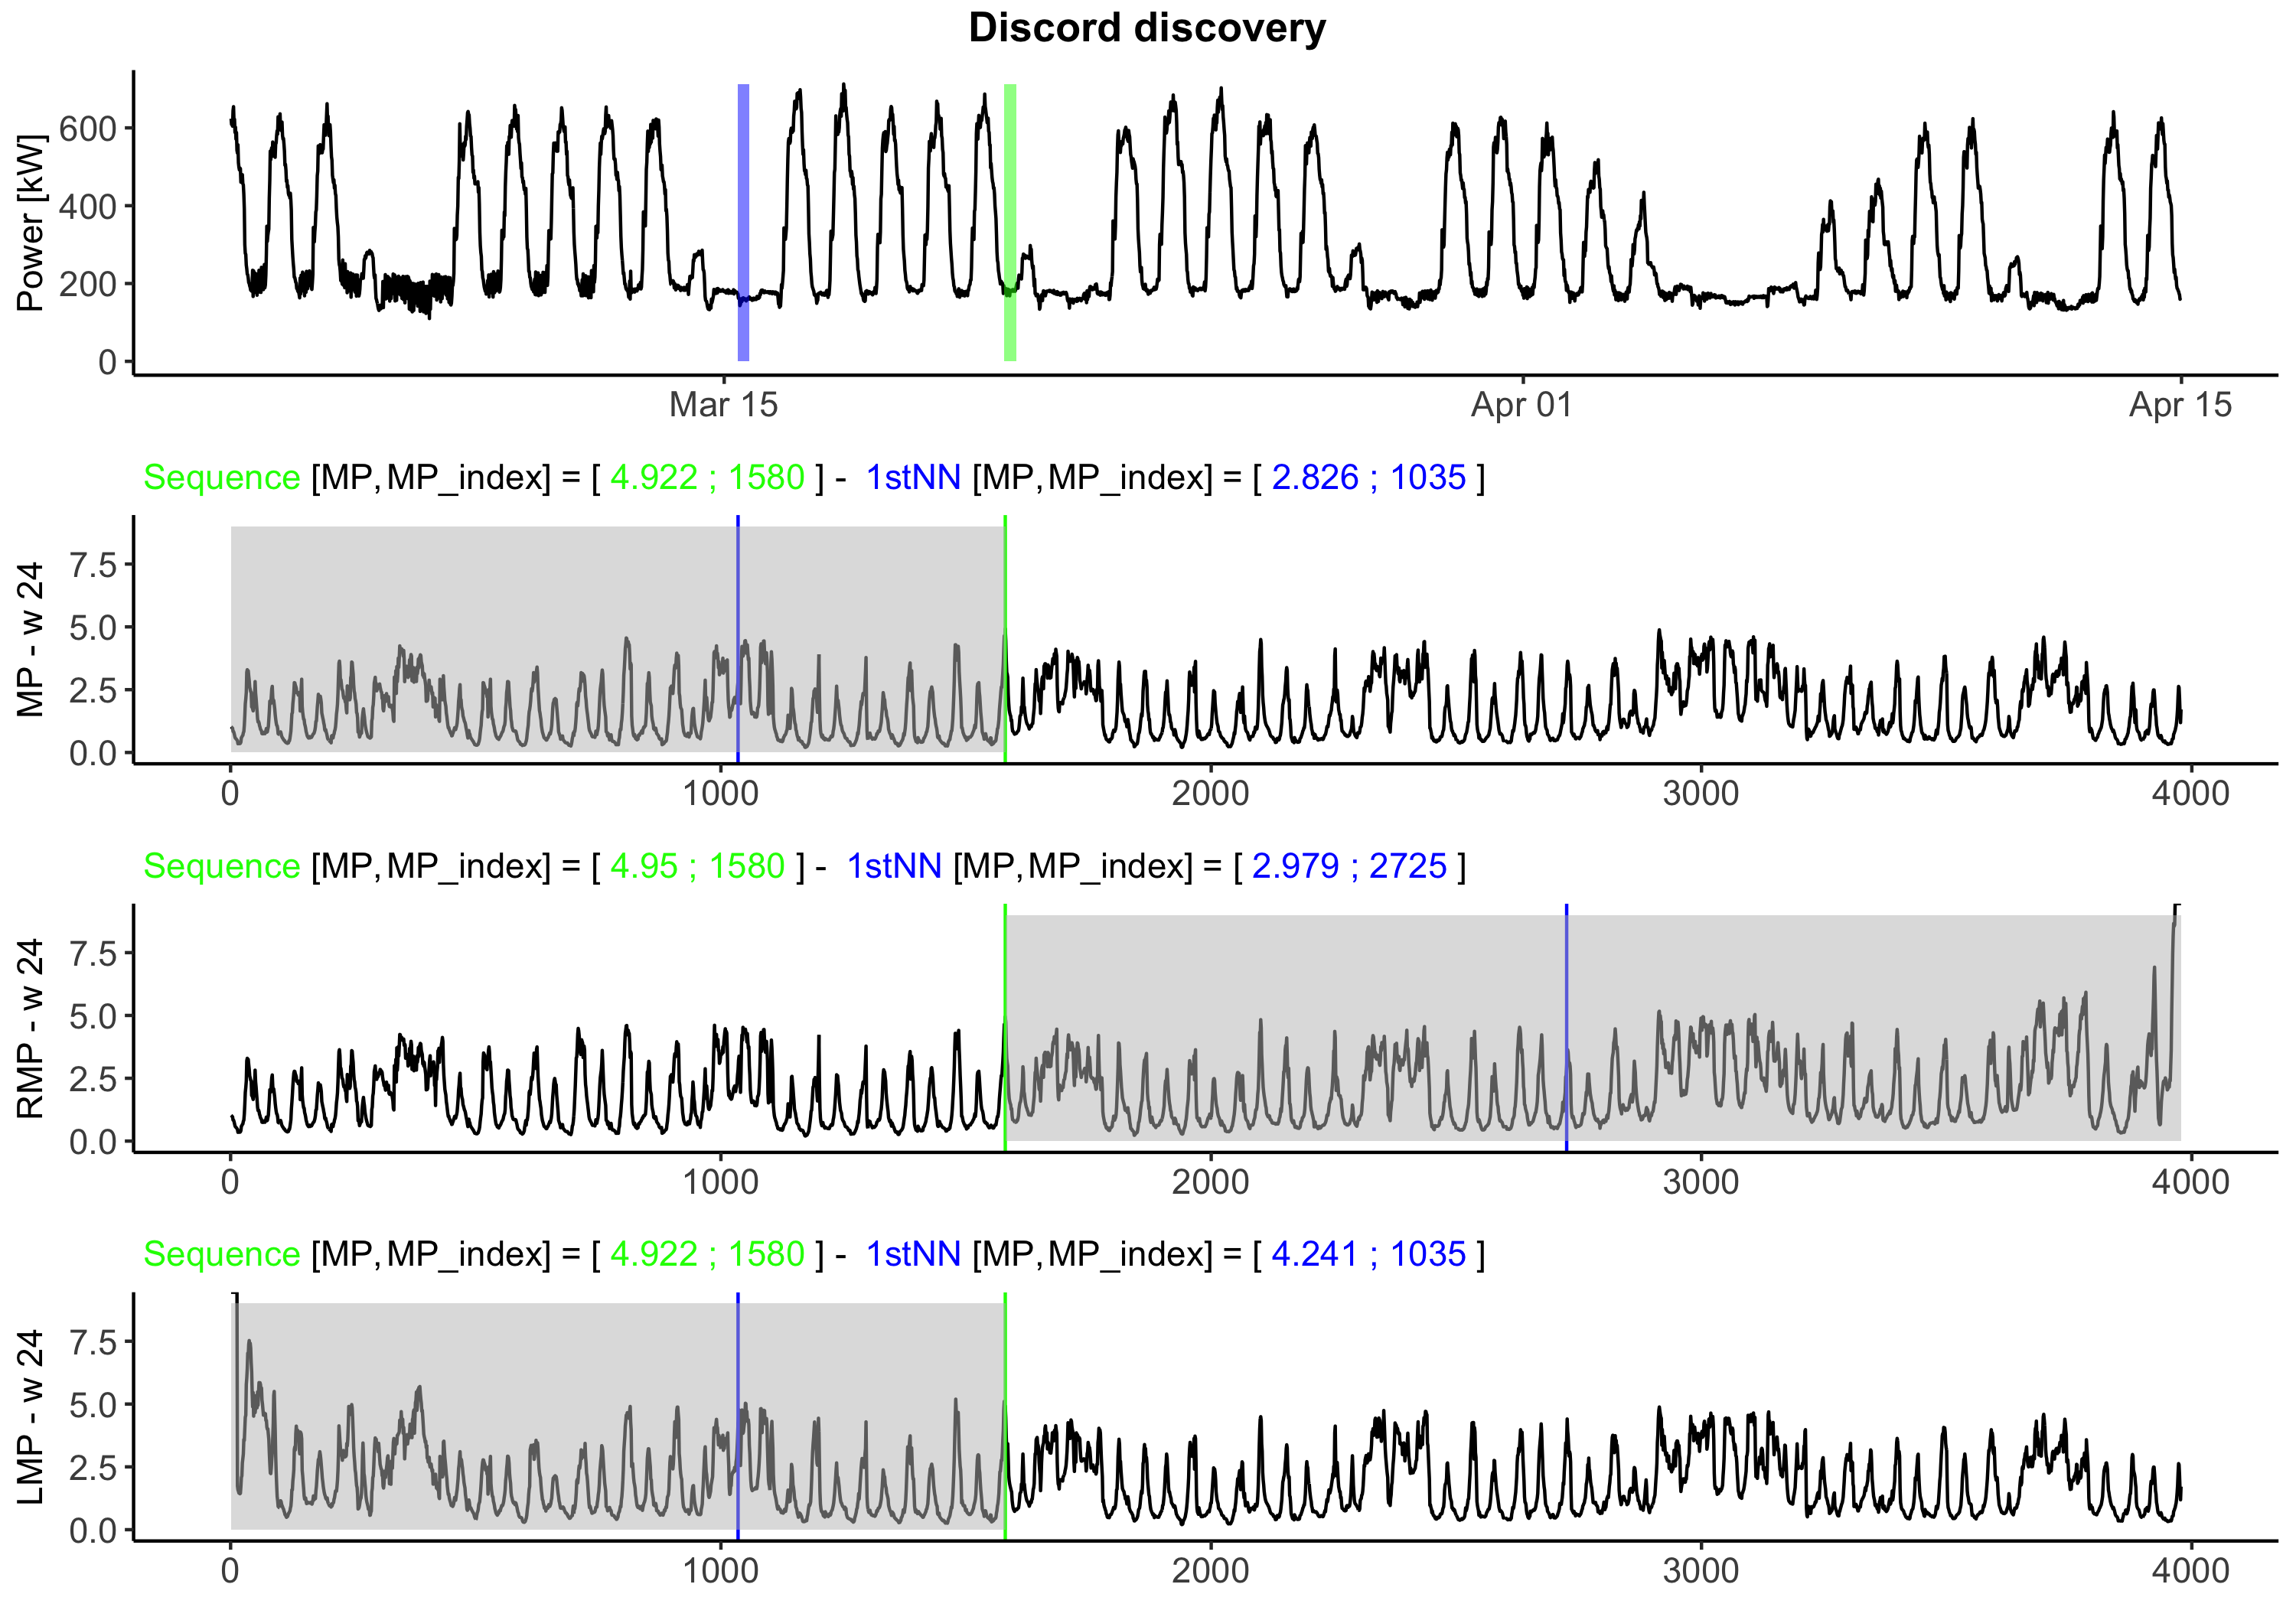 Discord discovery
Power [kW]
600
400
200
0
Mar 15 Apr 01 Apr 15
Sequence [MP, MP_index] = [ 4.922 ; 1580 ] - 1stNN [MP, MP_index] = [ 2.826 ; 1035 ]
MP - w 24
7.5
5.0
2.5
0.0
0 1000 2000 3000 4000
Sequence [MP, MP_index] = [ 4.95 ; 1580 ] - 1stNN [MP, MP_index] = [ 2.979 ; 2725 ]
RMP - w 24
7.5
5.0
2.5
0.0
0 1000 2000 3000 4000
Sequence [MP, MP_index] = [ 4.922 ; 1580 ] - 1stNN [MP, MP_index] = [ 4.241 ; 1035 ]
LMP - w 24
7.5
5.0
2.5
0.0
0 1000 2000 3000 4000